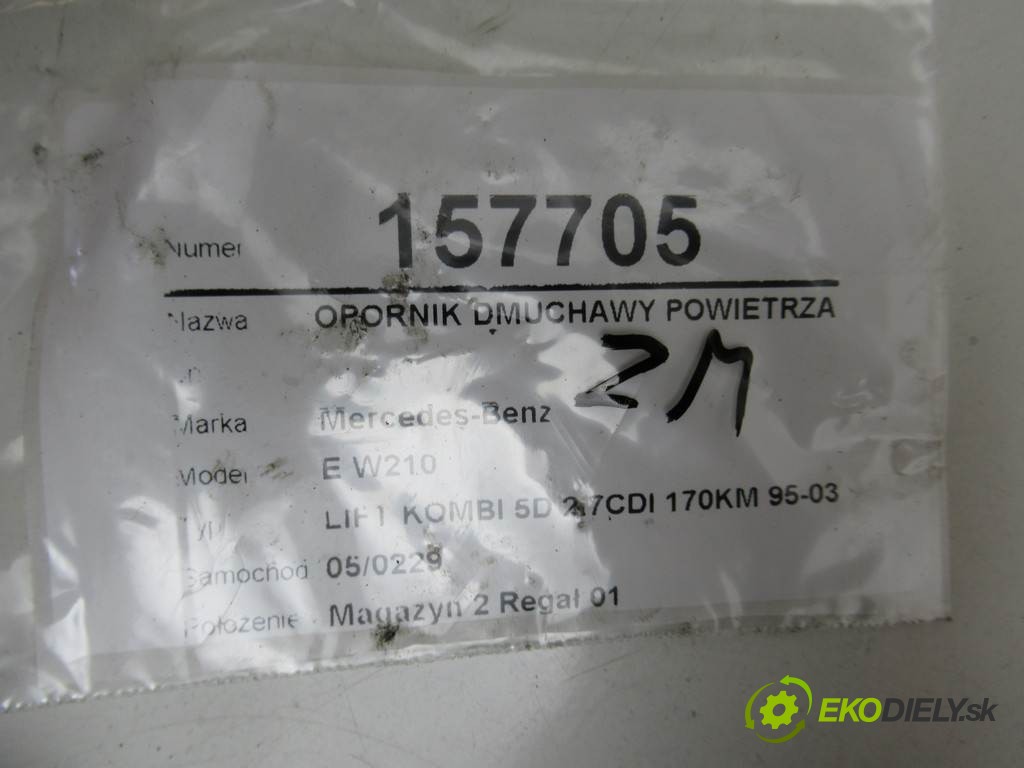 Numer 157705
Nazwa OPORNIK DMUCHAWY POWIETRZA
ZM
Marka Mercedes-Benz
Model E W210
LIFT KOMBI 5D 2.7CDI 170KM 95-03
Samochod 05/0229
Położenie Magazyn 2 Regał 01
EKODIELY.sk